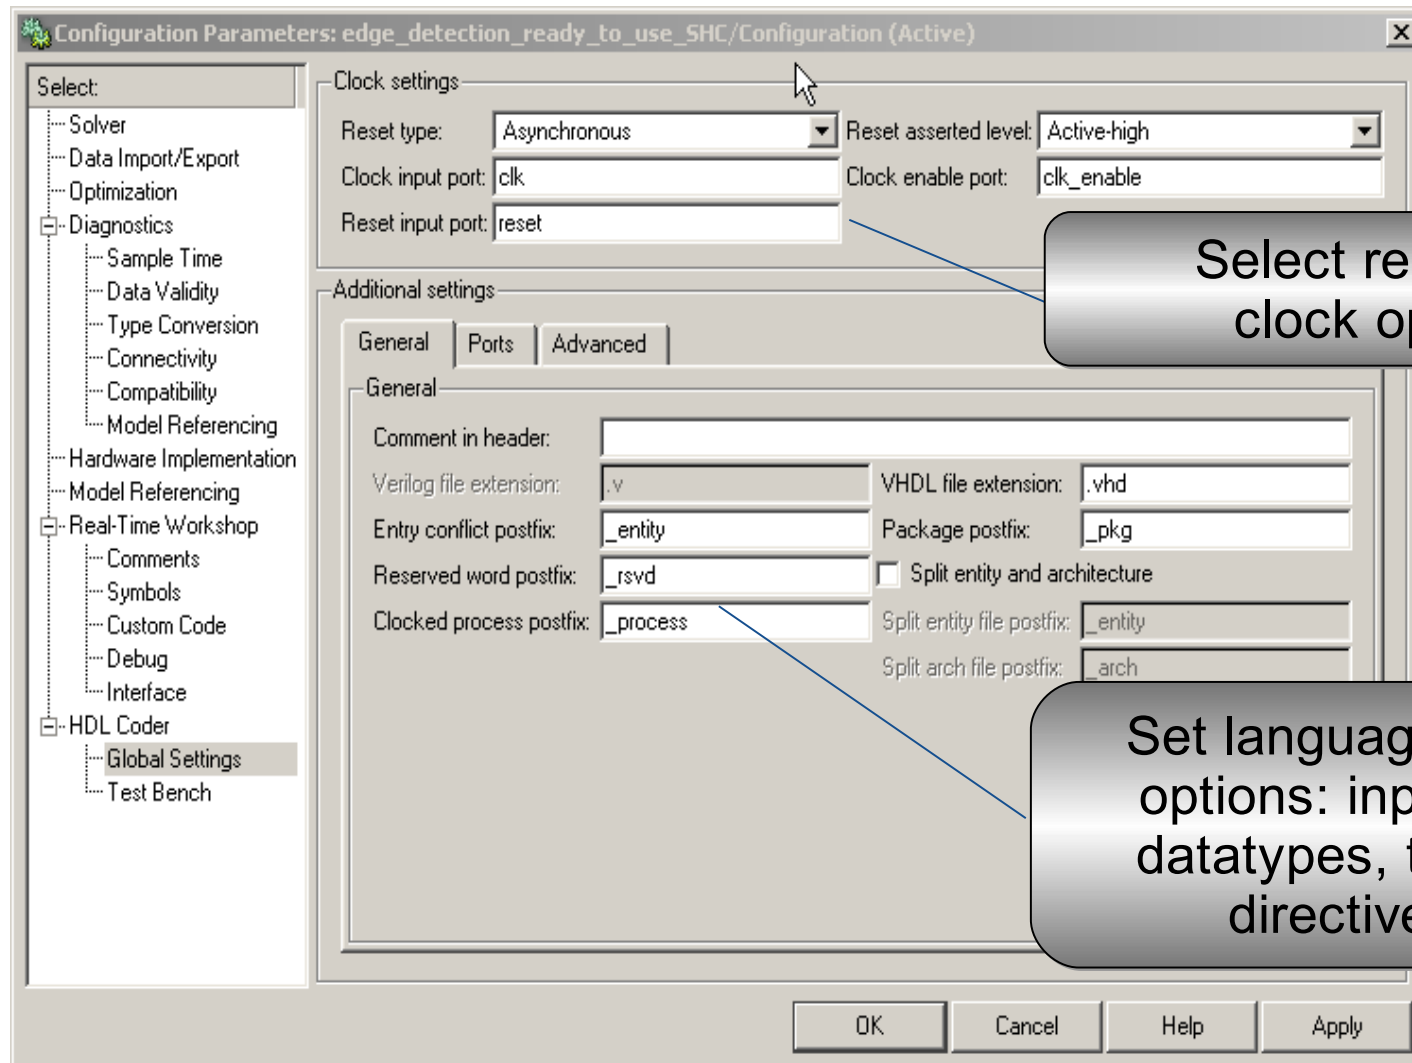 Configuration Parameters: edge_detection_ready_to_use_SHC/Configuration (Active)
Select:
Solver
Data Import/Export
Optimization
Diagnostics
Sample Time
Data Validity
Type Conversion
Connectivity
Compatibility
Model Referencing
Hardware Implementation
Model Referencing
Real-Time Workshop
Comments
Symbols
Custom Code
Debug
Interface
HDL Coder
Global Settings
Test Bench
Clock settings
Reset type: Asynchronous Reset asserted level: Active-high
Clock input port: clk Clock enable port: clk_enable
Reset input port: reset
Select re
clock op
Additional settings
General Ports Advanced
General
Comment in header:
Verilog file extension: .v VHDL file extension: .vhd
Entry conflict postfix: _entity Package postfix: _pkg
Reserved word postfix: _rsvd Split entity and architecture
Clocked process postfix: _process Split entity file postfix: _entity
Split arch file postfix: _arch
Set languag
options: inp
datatypes, t
directive
OK Cancel Help Apply